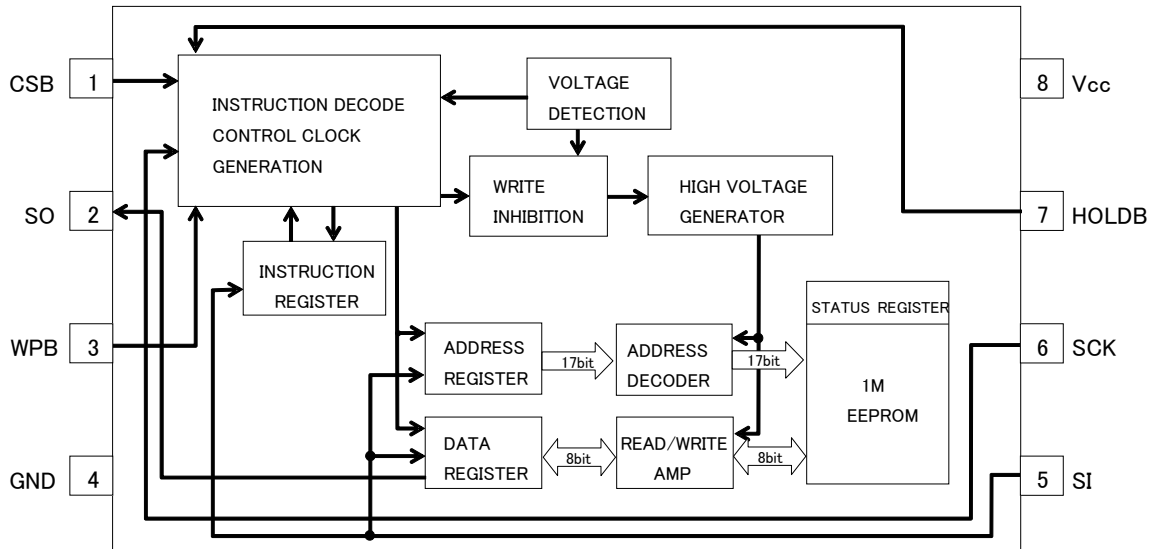 CSB
1
SO
2
WPB
3
GND
4
INSTRUCTION DECODE
CONTROL CLOCK
GENERATION
VOLTAGE
DETECTION
WRITE
INHIBITION
HIGH VOLTAGE
GENERATOR
INSTRUCTION
REGISTER
ADDRESS
REGISTER
17bit
ADDRESS
DECODER
17bit
DATA
REGISTER
8bit
READ/WRITE
AMP
8bit
STATUS REGISTER
1M
EEPROM
8
Vcc
7
HOLDB
6
SCK
5
SI